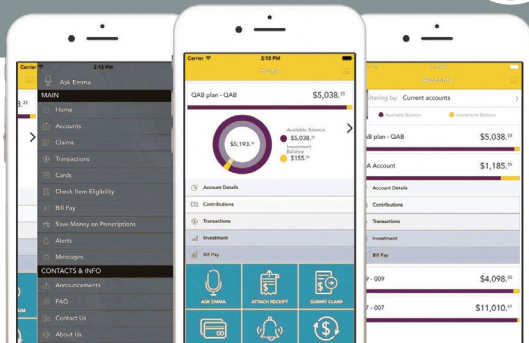 Carrier
2:13 PM
Ask Emma
MAIN
Home
Accounts
Claims
Transactions
Cards
Check Item Eligibility
Bill Pay
Save Money on Prescriptions
Alerts
Messages
CONTACTS & INFO
Announcements
FAQ
Contact Us
About Us
Carrier
2:13 PM
Home
QAB plan - QAB
$5,038.
Available Balance
$5,038.
Investment
Balance
$155.
$5,193.
Account Details
Contributions
Transactions
Investment
Bill Pay
ASK EMMA
ATTACH RECEIPT
SUBMIT CLAIM
Accounts
ltering by: Current accounts
Available Balance
Investment Balance
AB plan - QAB
$5,038.
A Account
$1,185.
Account Details
Contributions
Transactions
Investment
Bill Pay
- 009
$4,098.
- 007
$11,010.